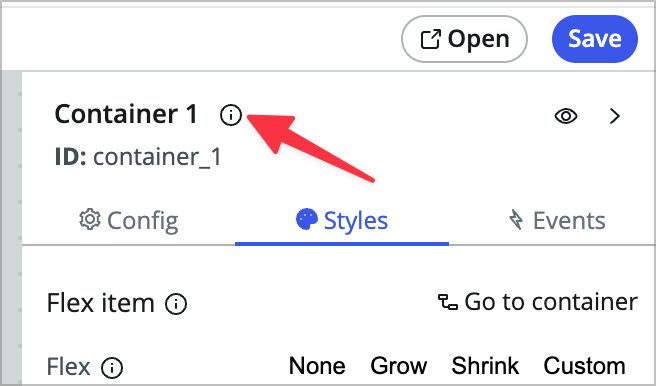 Open Save
Container 1
ID: container_1
Config Styles Events
Flex item Go to container
Flex None Grow Shrink Custom